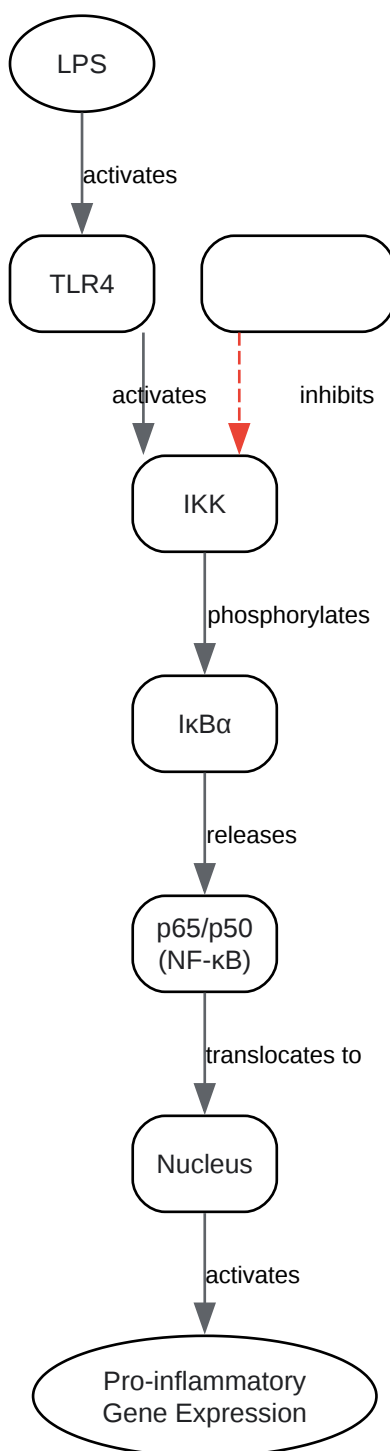 LPS
activates
TLR4
activates
inhibits
IKK
phosphorylates
IκBα
releases
p65/p50
(NF-κB)
translocates to
Nucleus
activates
Pro-inflammatory
Gene Expression